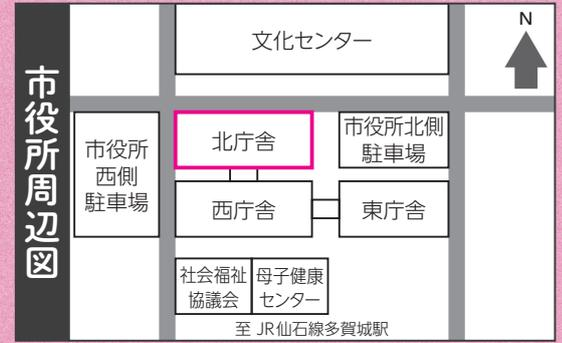 市役所周辺図
N
文化センター
北庁舎
市役所北側
駐車場
市役所
西側
駐車場
西庁舎
東庁舎
社会福祉
協議会
母子健康
センター
至 JR仙石線多賀城駅